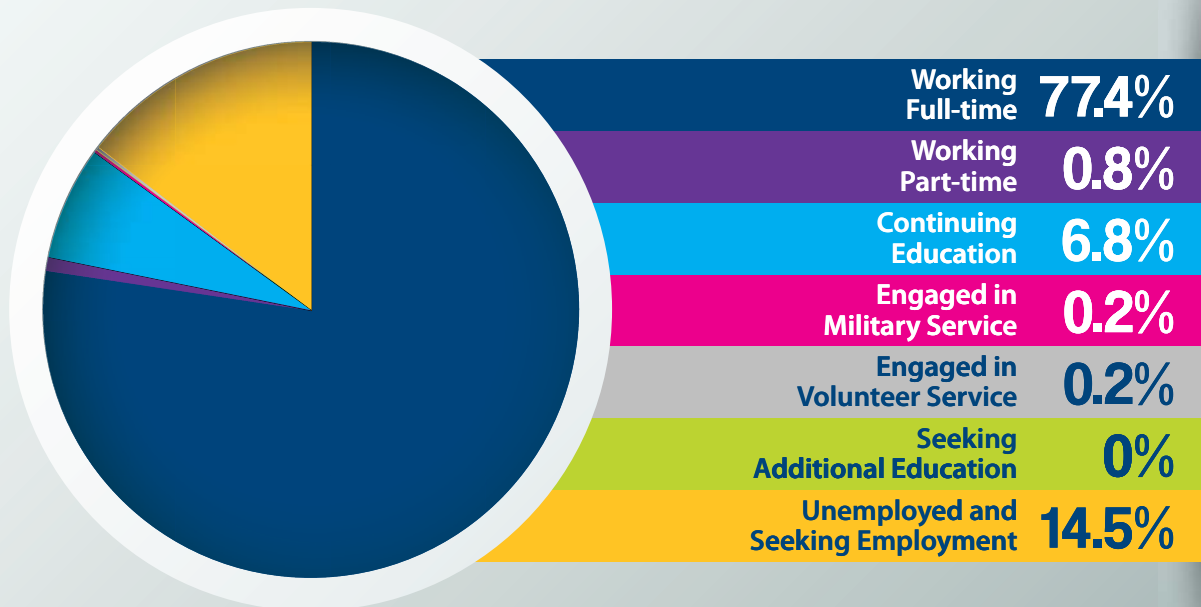 Working
Full-time 77.4%
Working
Part-time 0.8%
Continuing
Education 6.8%
Engaged in
Military Service 0.2%
Engaged in
Volunteer Service 0.2%
Seeking
Additional Education 0%
Unemployed and
Seeking Employment 14.5%